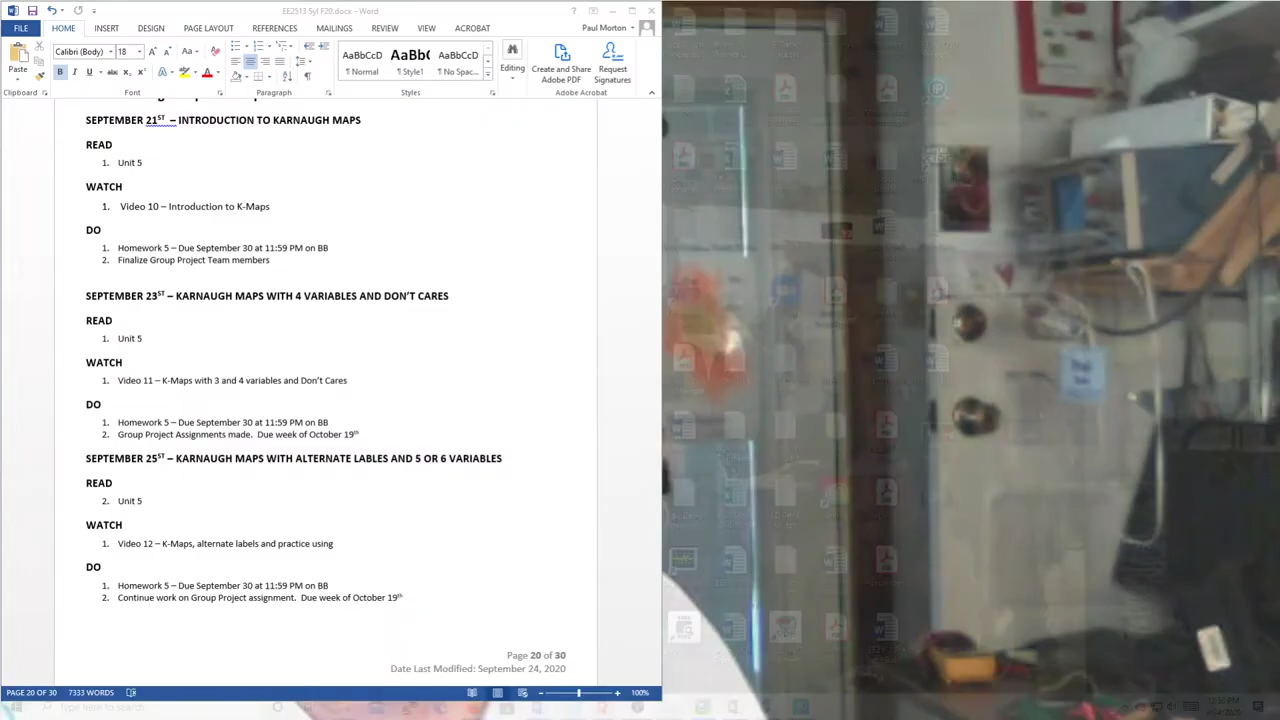 EE2513 Syl F20.docx - Word
FILE HOME INSERT DESIGN PAGE LAYOUT REFERENCES MAILINGS REVIEW VIEW ACROBAT Paul Morton
Calibri (Body) 18
Paste
AaBbCcD AaBbC AaBbCcD
¶ Normal ¶ Style1 ¶ No Spac...
Editing
Create and Share Adobe PDF
Request Signatures
Clipboard Font Paragraph Styles Adobe Acrobat
SEPTEMBER 21ST – INTRODUCTION TO KARNAUGH MAPS
READ
1. Unit 5
WATCH
1. Video 10 – Introduction to K-Maps
DO
1. Homework 5 – Due September 30 at 11:59 PM on BB
2. Finalize Group Project Team members
SEPTEMBER 23ST – KARNAUGH MAPS WITH 4 VARIABLES AND DON'T CARES
READ
1. Unit 5
WATCH
1. Video 11 – K-Maps with 3 and 4 variables and Don't Cares
DO
1. Homework 5 – Due September 30 at 11:59 PM on BB
2. Group Project Assignments made. Due week of October 19th
SEPTEMBER 25ST – KARNAUGH MAPS WITH ALTERNATE LABLES AND 5 OR 6 VARIABLES
READ
2. Unit 5
WATCH
1. Video 12 – K-Maps, alternate labels and practice using
DO
1. Homework 5 – Due September 30 at 11:59 PM on BB
2. Continue work on Group Project assignment. Due week of October 19th
Page 20 of 30
Date Last Modified: September 24, 2020
PAGE 20 OF 30 7333 WORDS 100%
Type here to search